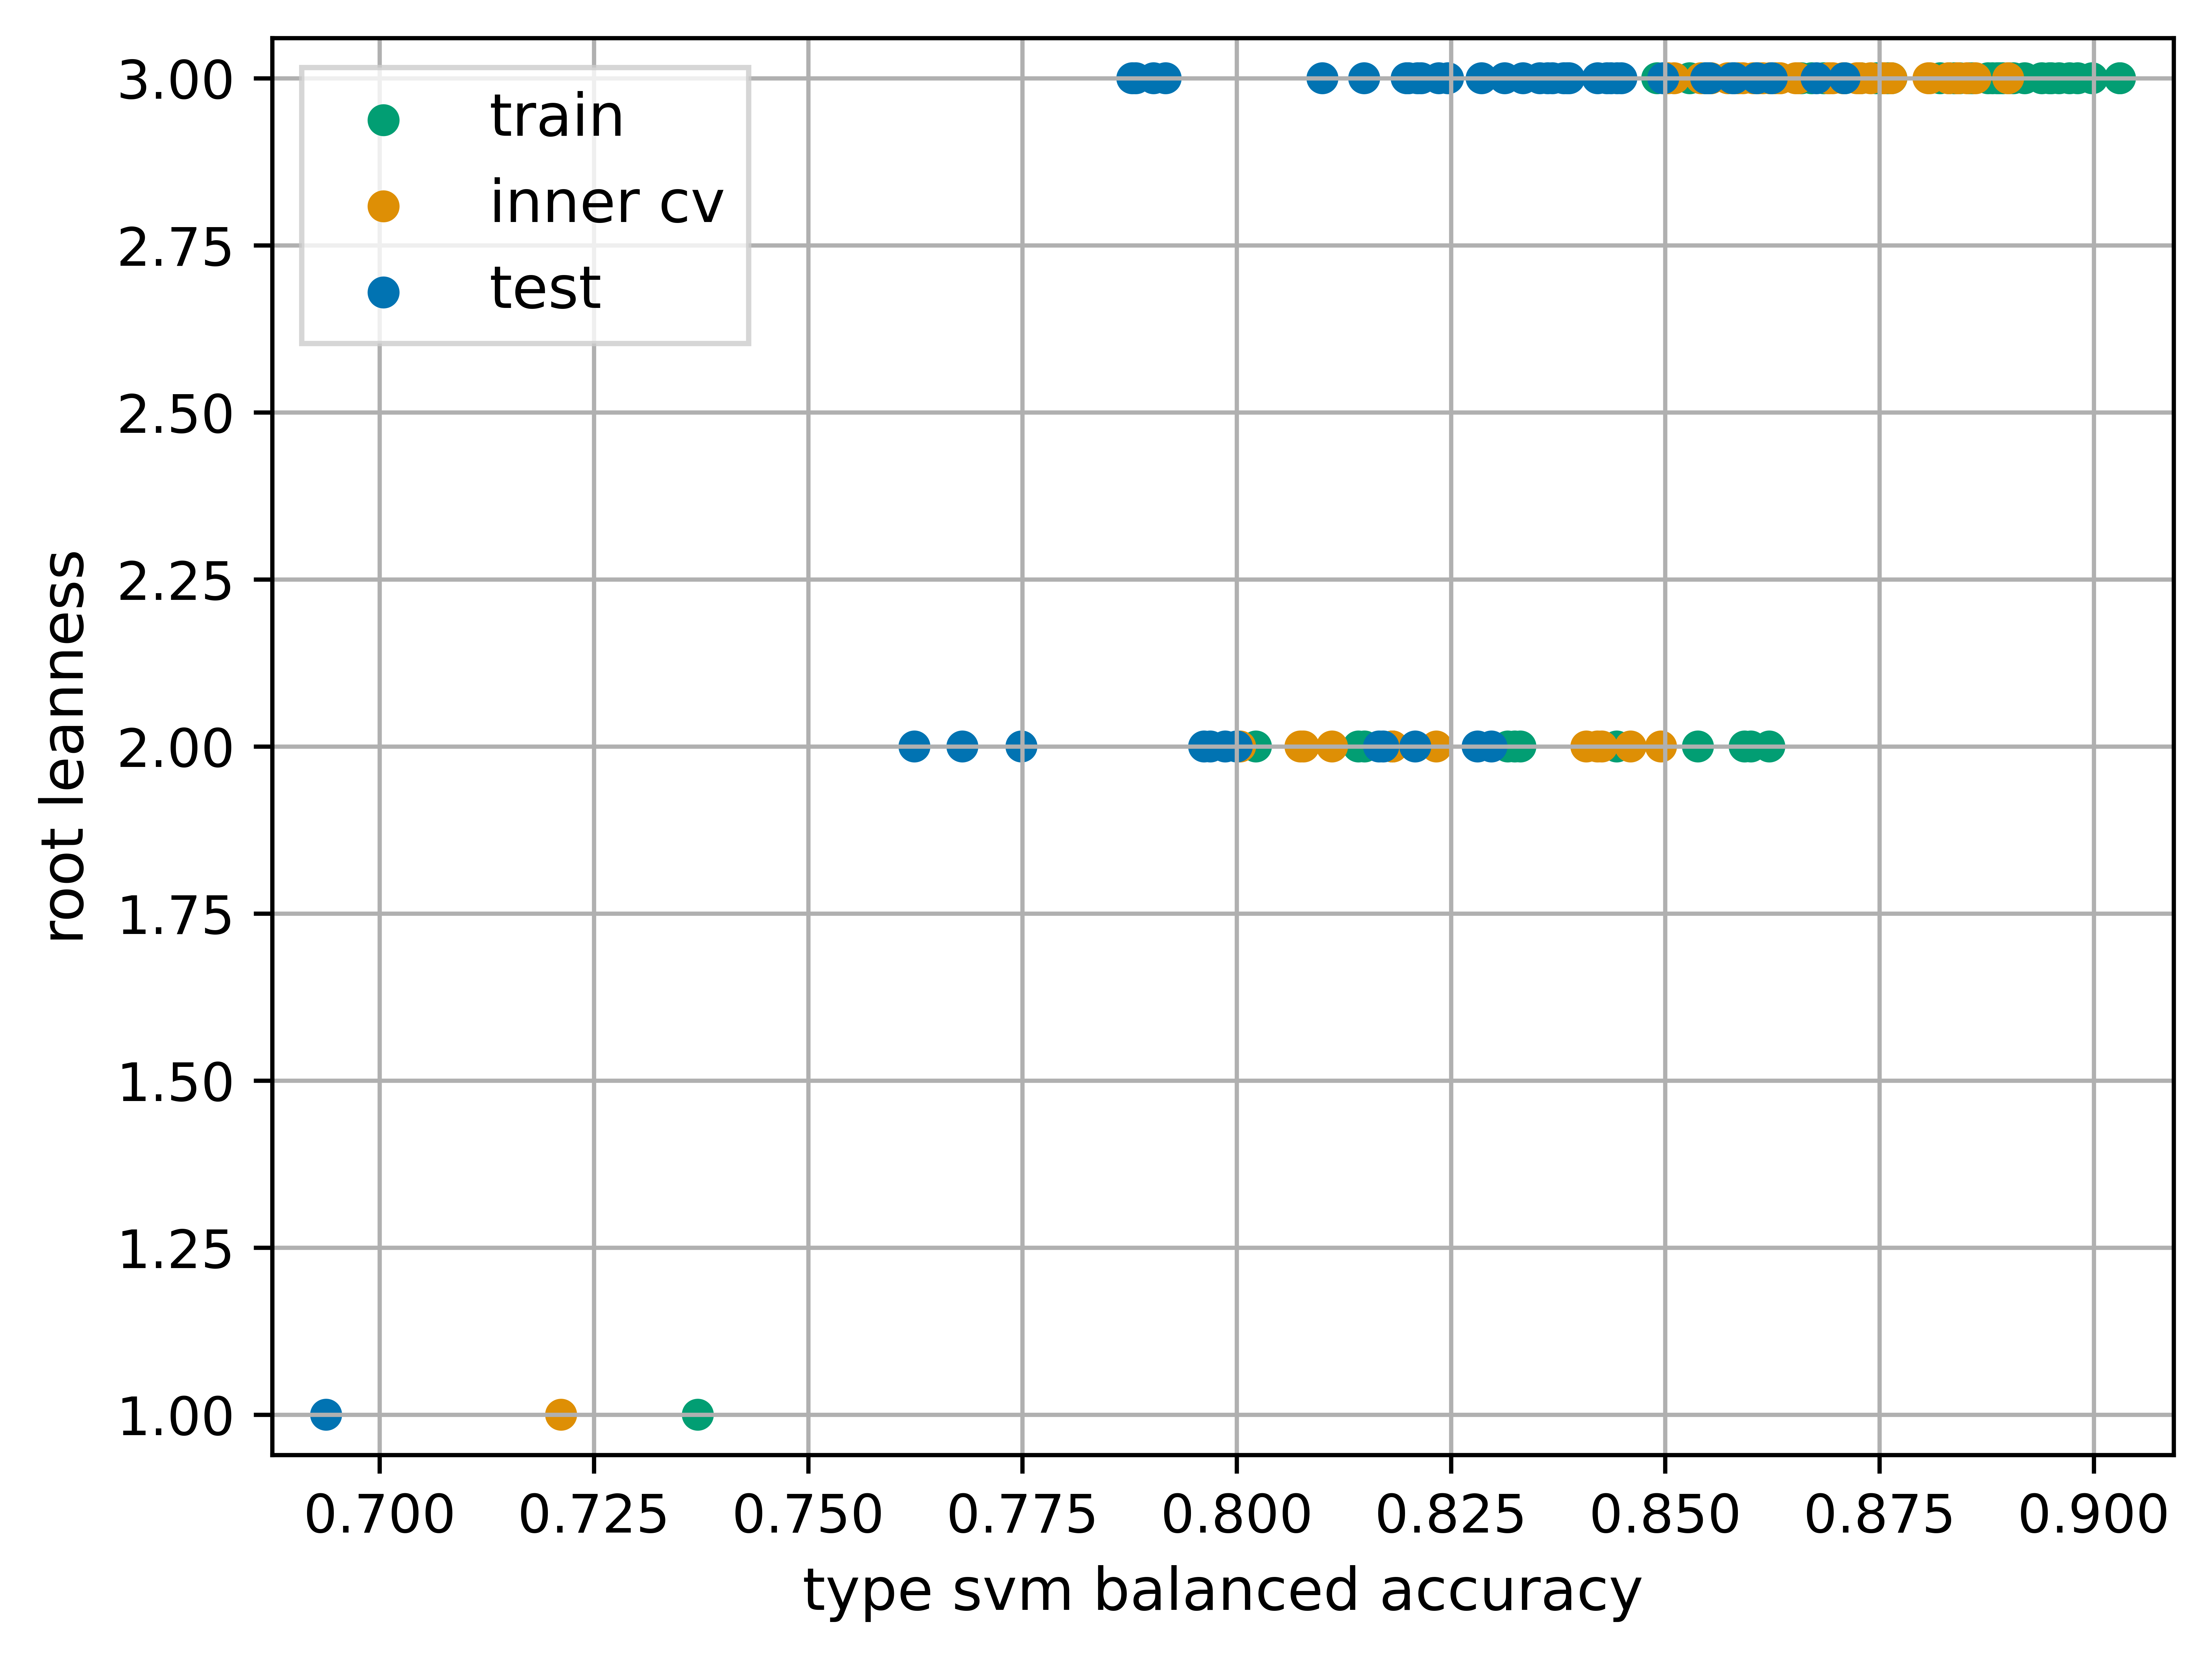 3.00
2.75
2.50
2.25
2.00
1.75
1.50
1.25
1.00
root leanness
train
inner cv
test
0.700 0.725 0.750 0.775 0.800 0.825 0.850 0.875 0.900
type svm balanced accuracy